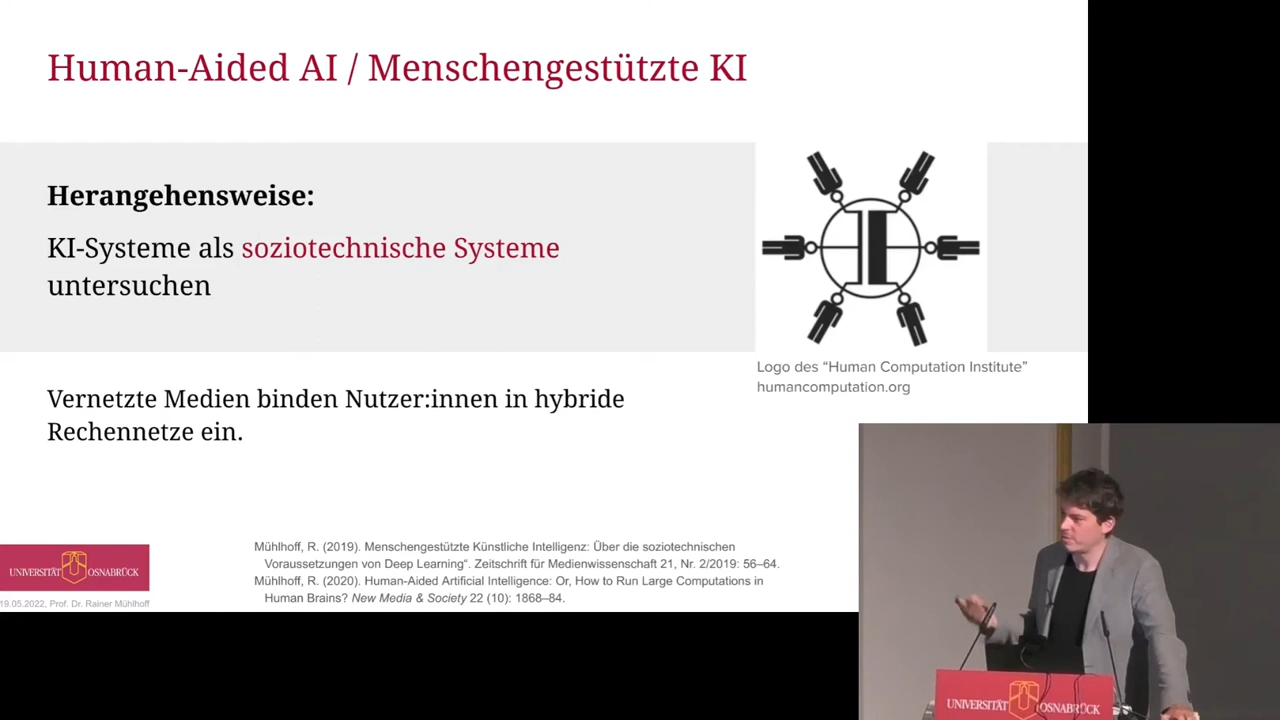 Human-Aided AI / Menschengestützte KI
Herangehensweise:
KI-Systeme als soziotechnische Systeme
untersuchen
Logo des “Human Computation Institute”
humancomputation.org
Vernetzte Medien binden Nutzer:innen in hybride
Rechennetze ein.
Mühlhoff, R. (2019). Menschengestützte Künstliche Intelligenz: Über die soziotechnischen
Voraussetzungen von Deep Learning“. Zeitschrift für Medienwissenschaft 21, Nr. 2/2019: 56–64.
Mühlhoff, R. (2020). Human-Aided Artificial Intelligence: Or, How to Run Large Computations in
Human Brains? New Media & Society 22 (10): 1868–84.
UNIVERSITÄT OSNABRÜCK
19.05.2022, Prof. Dr. Rainer Mühlhoff
UNIVERSITÄT OSNABRÜCK